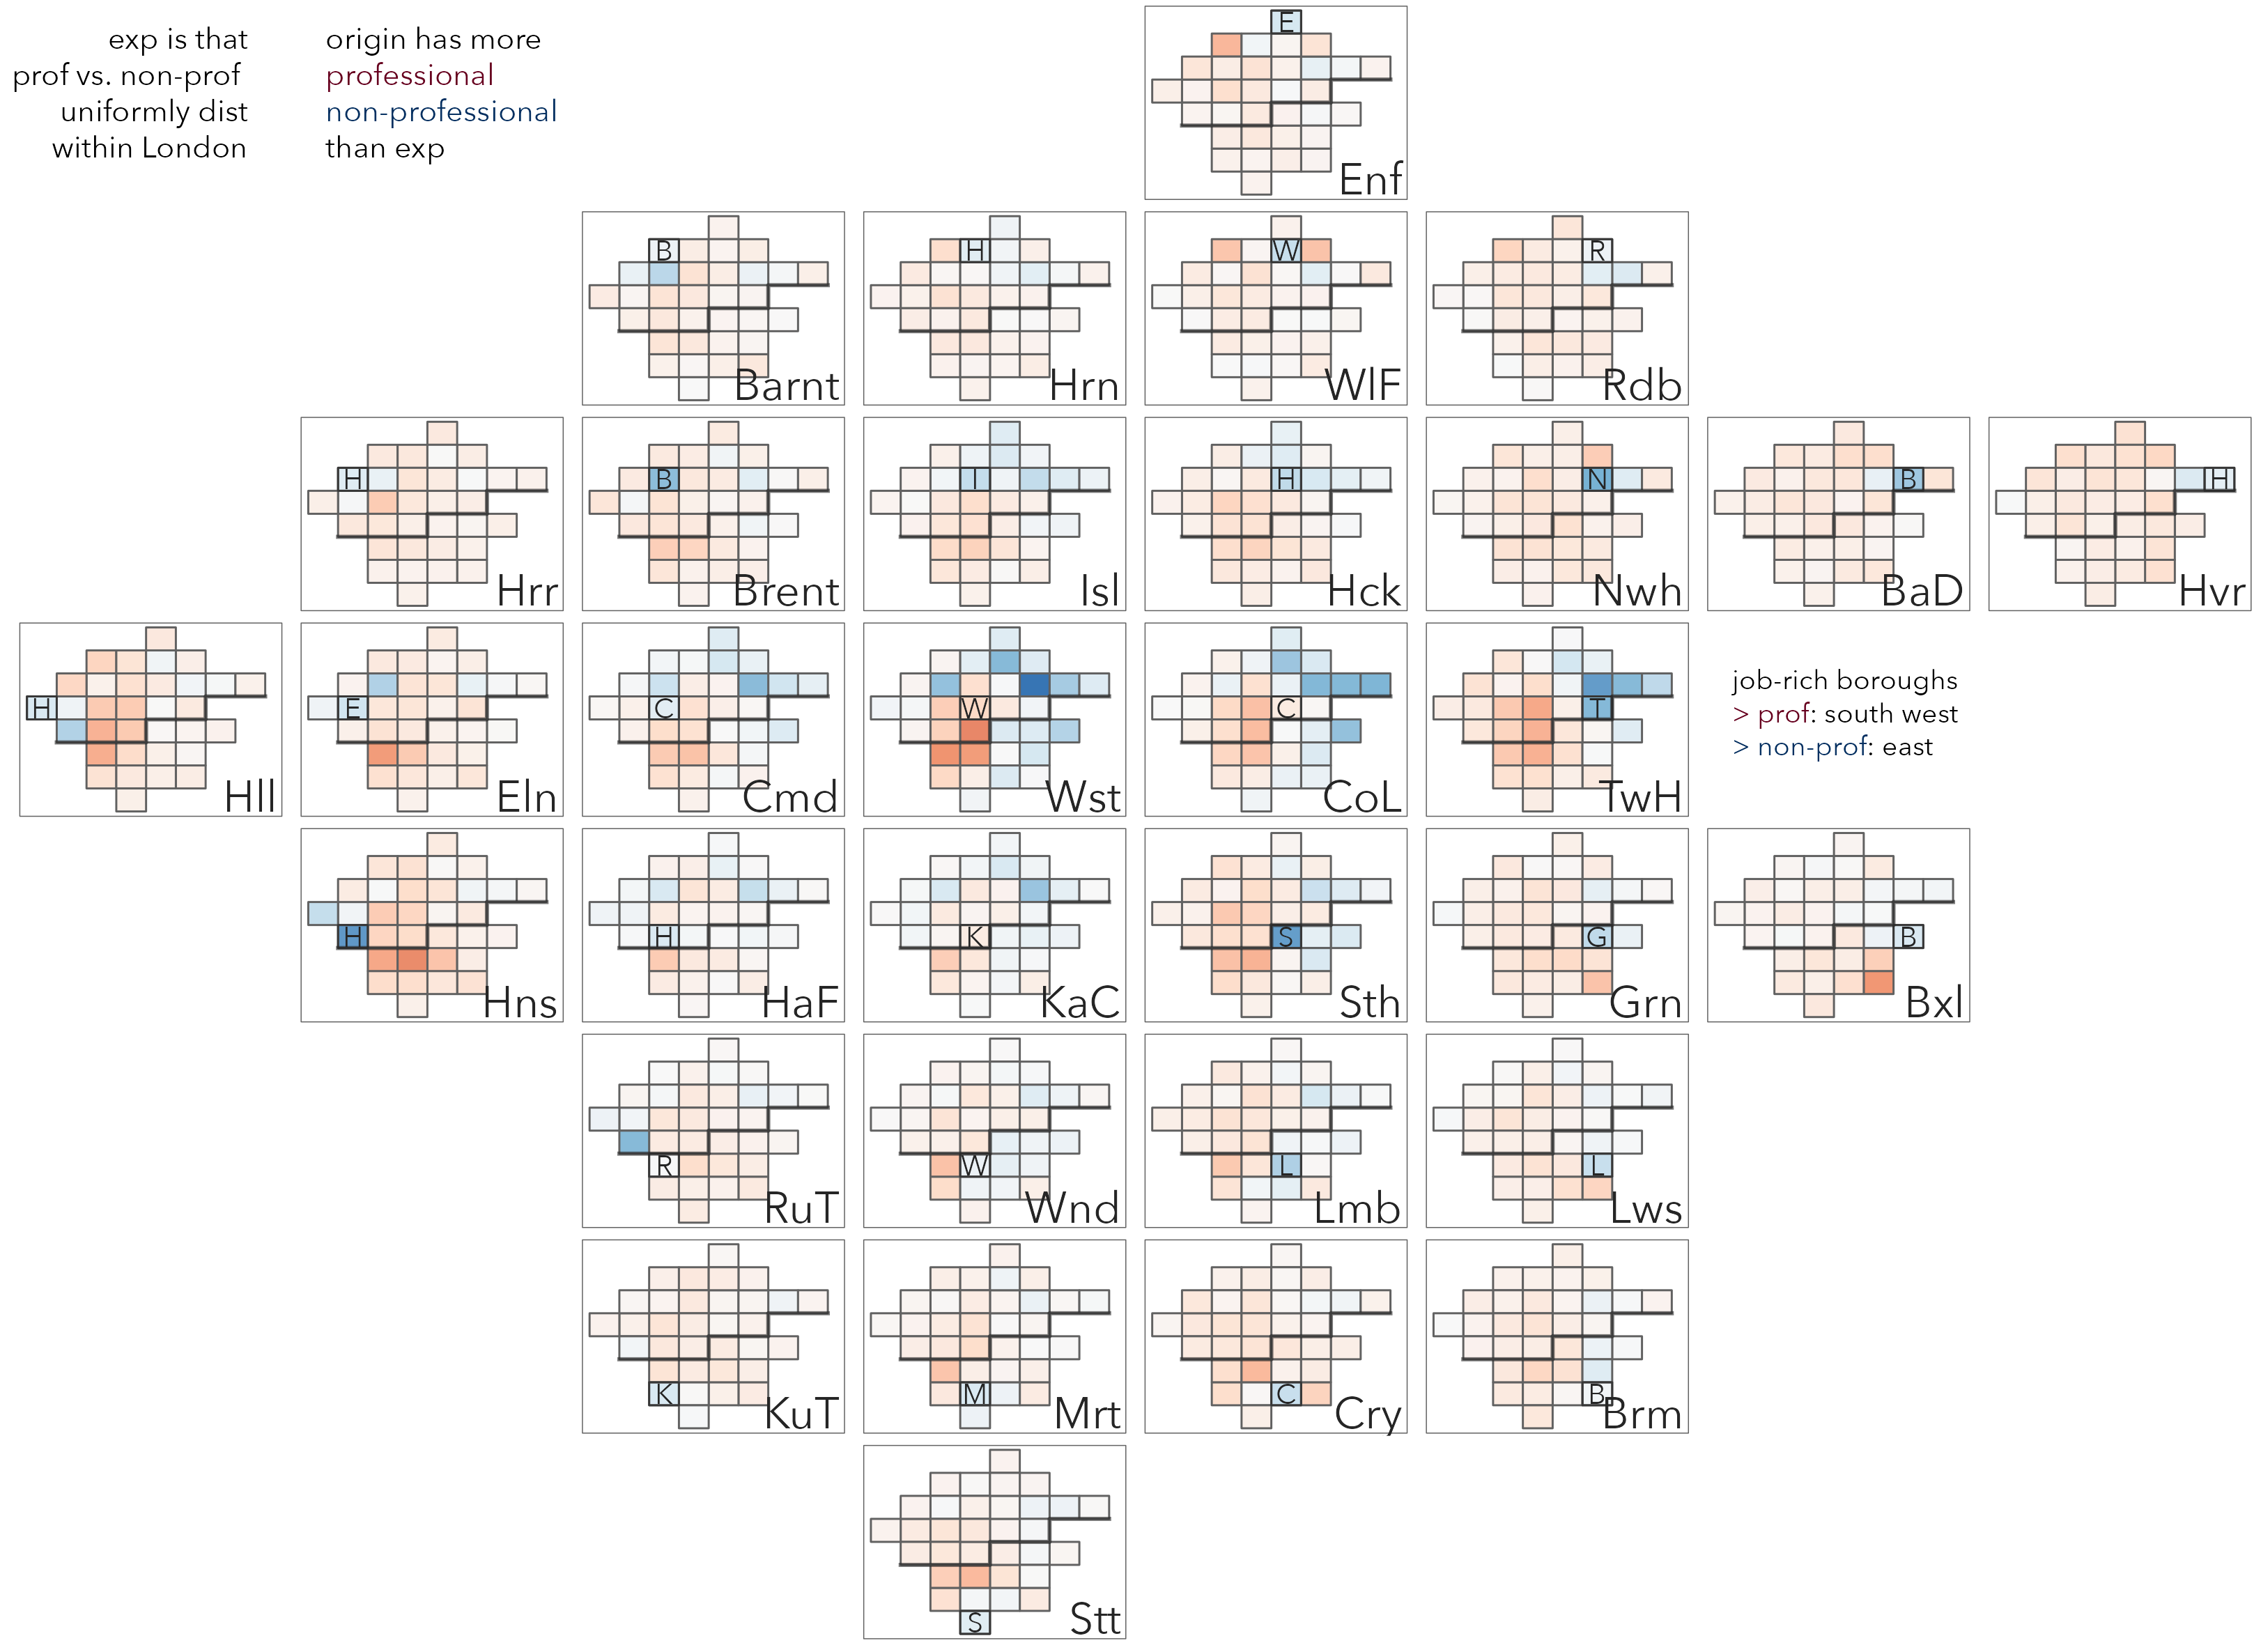 exp is that
prof vs. non-prof
uniformly dist
within London
origin has more
professional
non-professional
than exp
E
Enf
B
Barnt
H
Hrn
W
WlF
R
Rdb
H
Hrr
B
Brent
I
Isl
H
Hck
N
Nwh
B
BaD
H
Hvr
H
Hll
E
Eln
C
Cmd
W
Wst
C
CoL
T
TwH
job-rich boroughs
> prof: south west
> non-prof: east
H
Hns
H
HaF
K
KaC
S
Sth
G
Grn
B
Bxl
R
RuT
W
Wnd
L
Lmb
L
Lws
K
KuT
M
Mrt
C
Cry
B
Brm
S
Stt